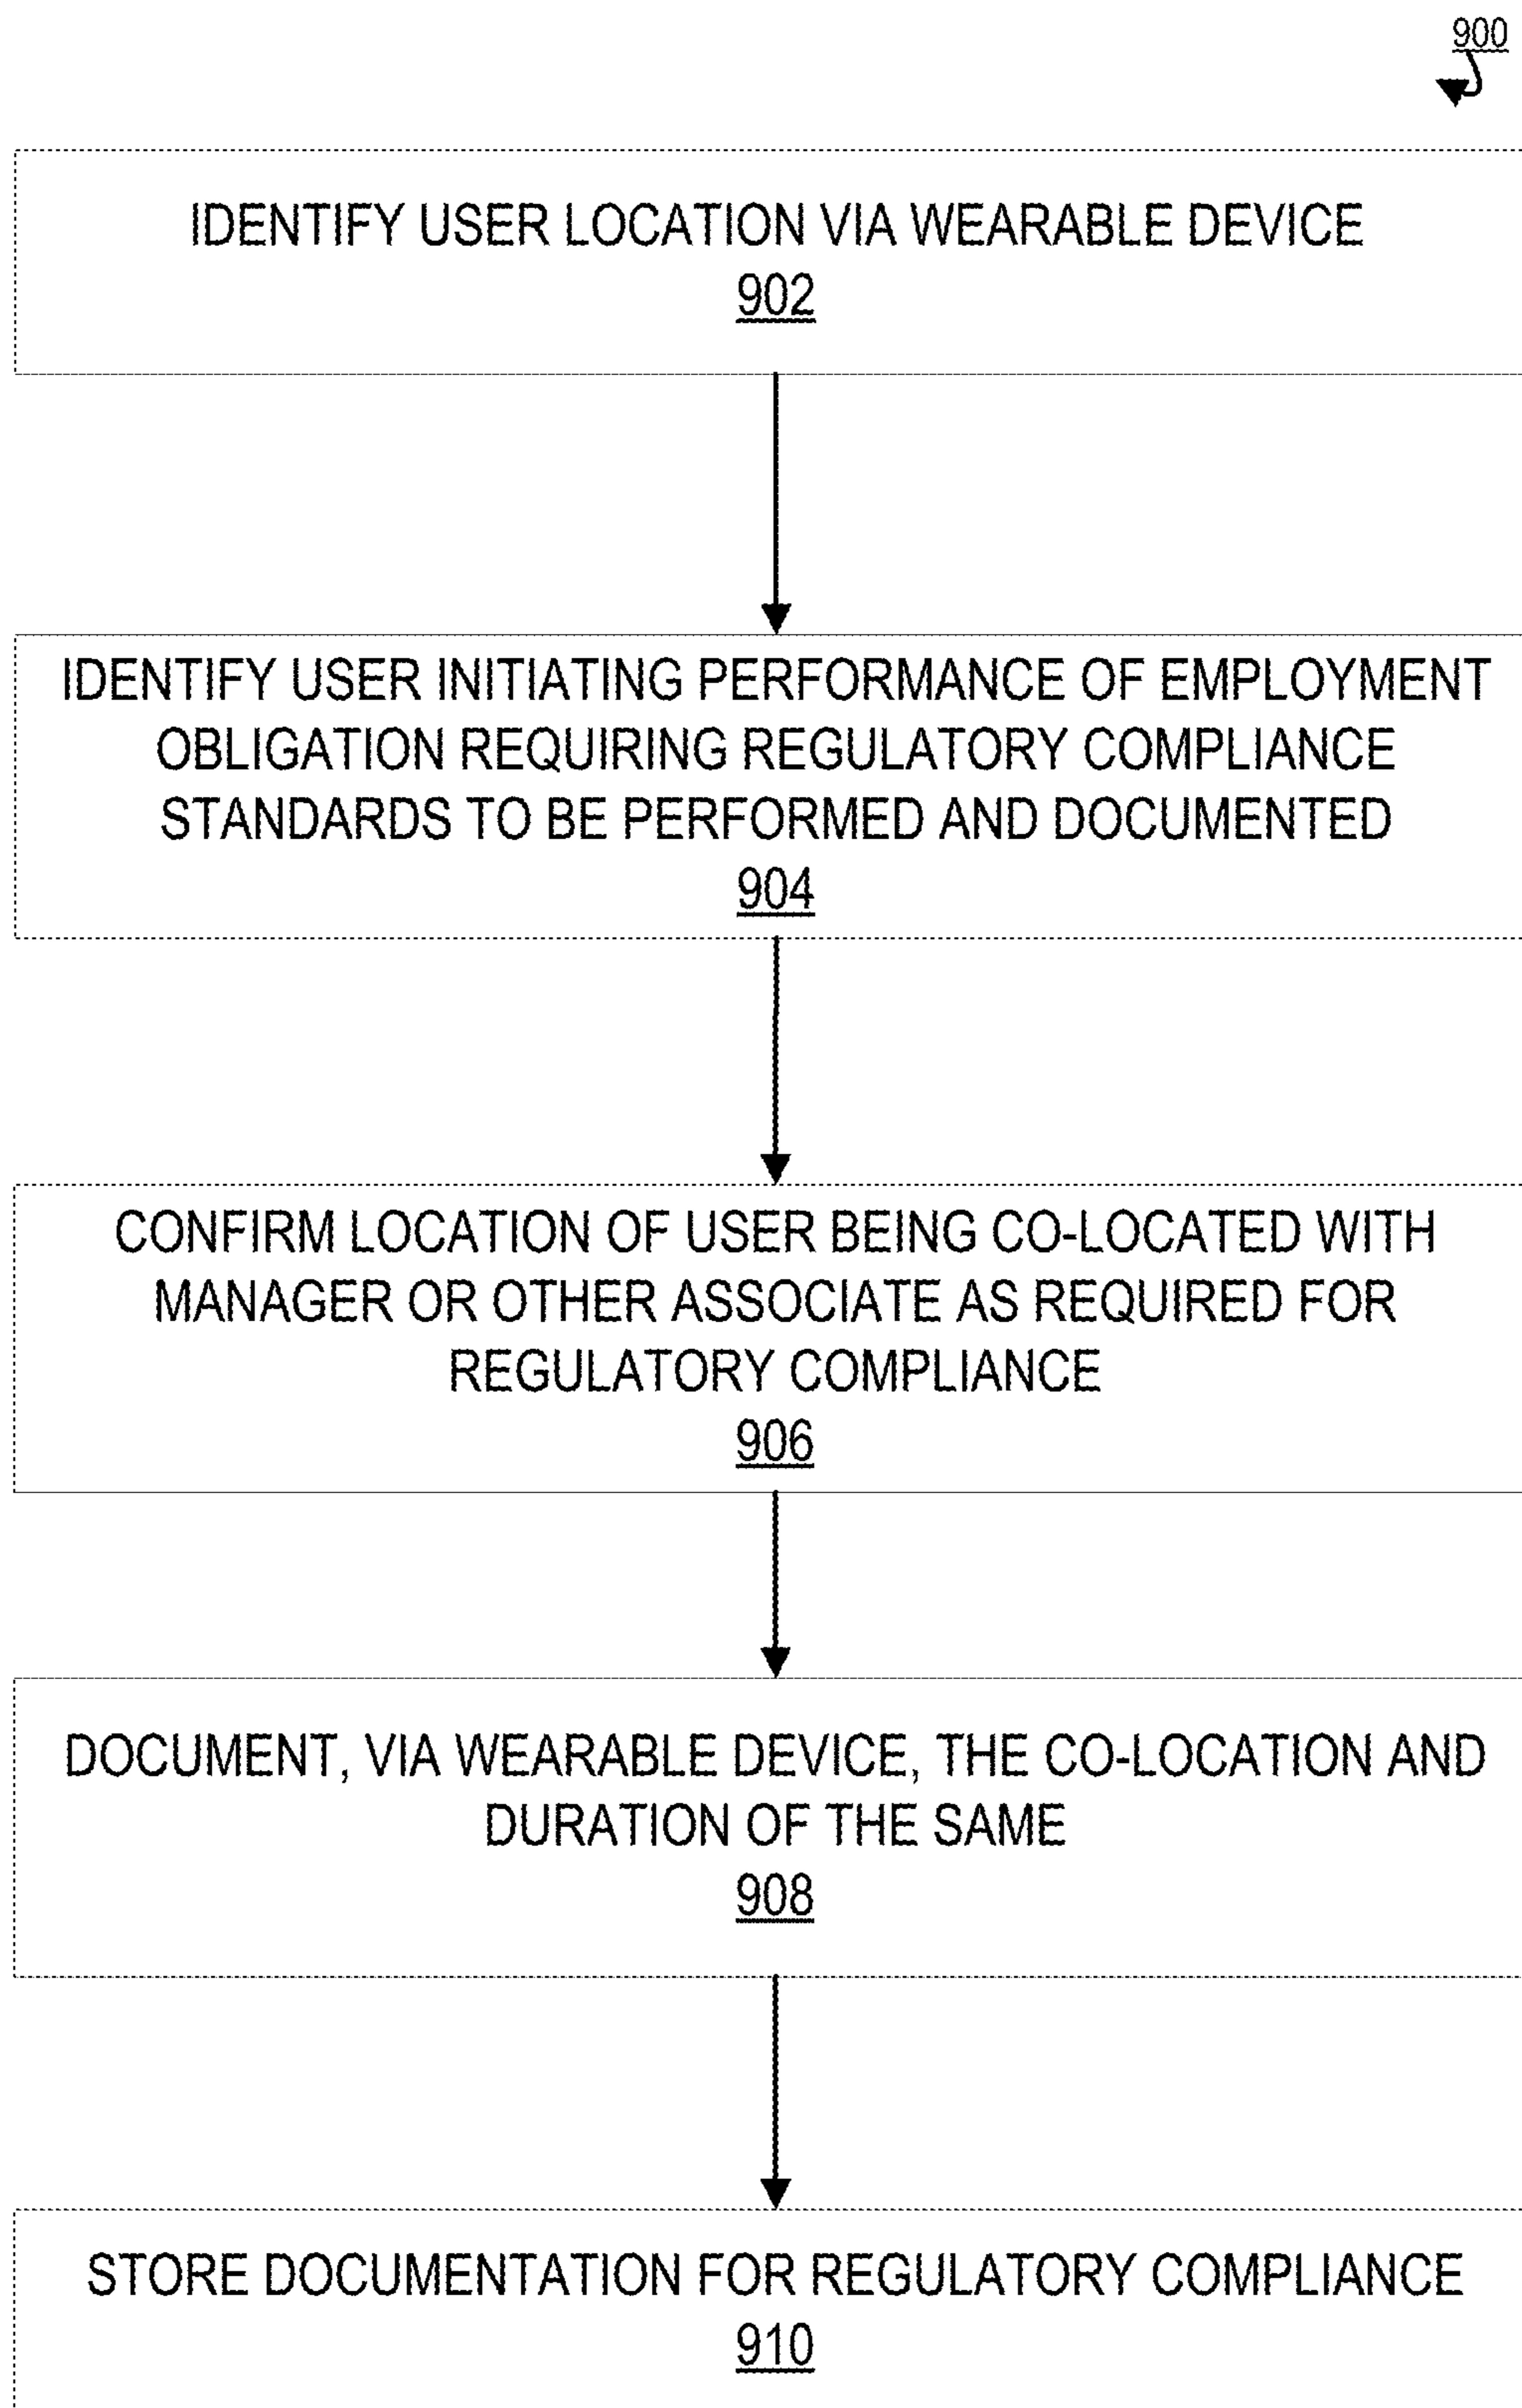 900
IDENTIFY USER LOCATION VIA WEARABLE DEVICE
902
IDENTIFY USER INITIATING PERFORMANCE OF EMPLOYMENT
OBLIGATION REQUIRING REGULATORY COMPLIANCE
STANDARDS TO BE PERFORMED AND DOCUMENTED
904
CONFIRM LOCATION OF USER BEING CO-LOCATED WITH
MANAGER OR OTHER ASSOCIATE AS REQUIRED FOR
REGULATORY COMPLIANCE
906
DOCUMENT, VIA WEARABLE DEVICE, THE CO-LOCATION AND
DURATION OF THE SAME
908
STORE DOCUMENTATION FOR REGULATORY COMPLIANCE
910